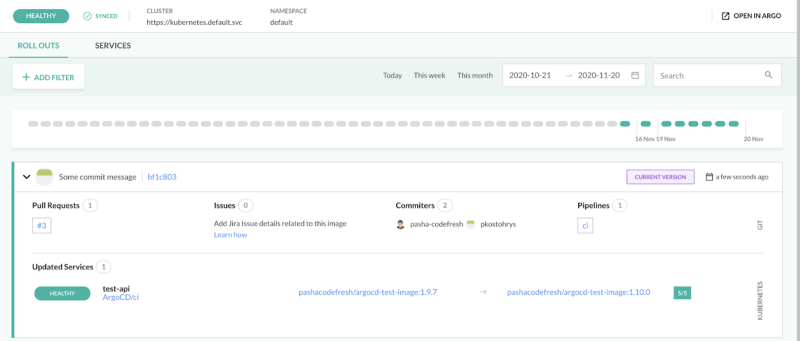 HEALTHY
SYNCED
CLUSTER
https://kubernetes.default.svc
NAMESPACE
default
OPEN IN ARGO
ROLL OUTS
SERVICES
+ ADD FILTER
Today
This week
This month
2020-10-21 → 2020-11-20
Search
16 Nov
19 Nov
20 Nov
Some commit message
bf1c803
CURRENT VERSION
a few seconds ago
Pull Requests 1
#3
Issues 0
Add Jira Issue details related to this image
Learn how
Commiters 2
pasha-codefresh
pkostohrys
Pipelines 1
ci
GIT
Updated Services 1
HEALTHY
test-api
ArgoCD/ci
pashacodefresh/argocd-test-image:1.9.7 → pashacodefresh/argocd-test-image:1.10.0
5/5
KUBERNETES